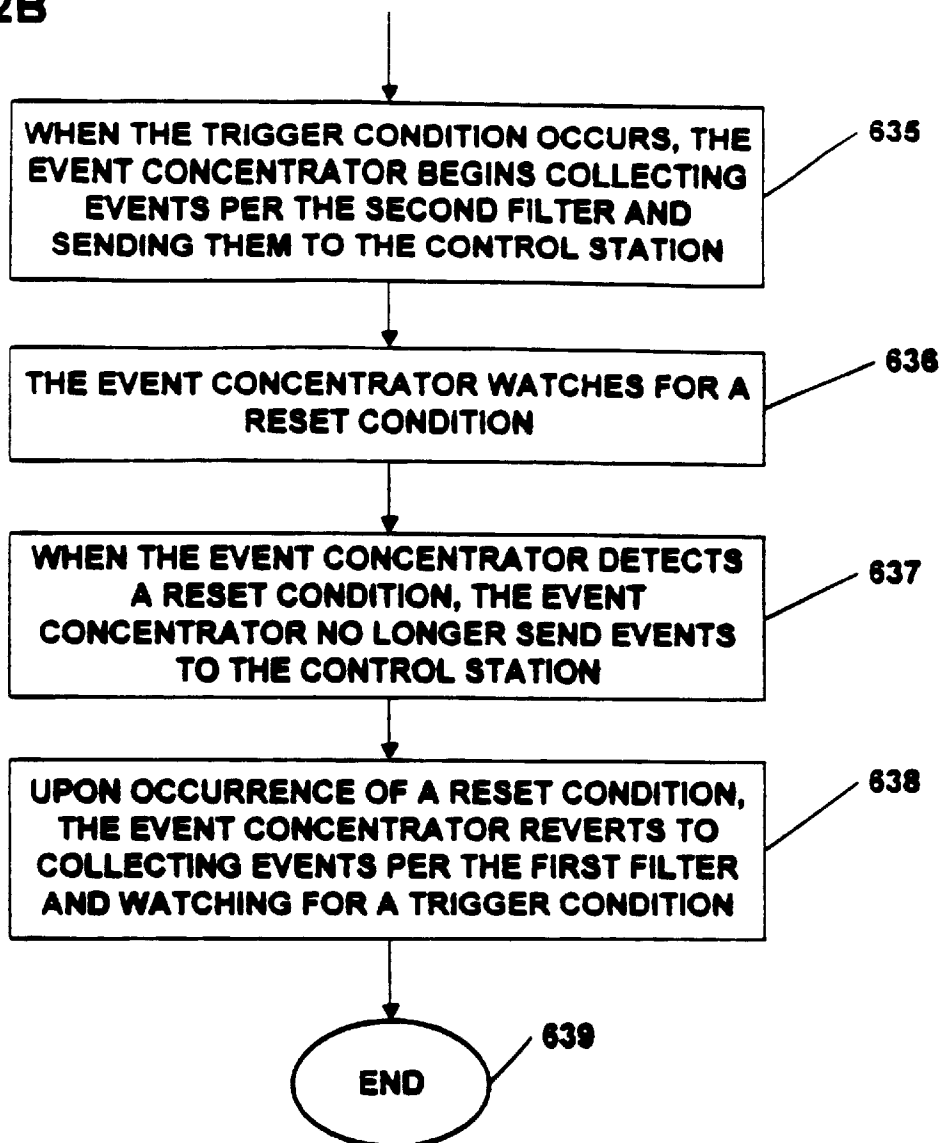 2B
WHEN THE TRIGGER CONDITION OCCURS, THE
EVENT CONCENTRATOR BEGINS COLLECTING
EVENTS PER THE SECOND FILTER AND
SENDING THEM TO THE CONTROL STATION
635
THE EVENT CONCENTRATOR WATCHES FOR A
RESET CONDITION
636
WHEN THE EVENT CONCENTRATOR DETECTS
A RESET CONDITION, THE EVENT
CONCENTRATOR NO LONGER SEND EVENTS
TO THE CONTROL STATION
637
UPON OCCURRENCE OF A RESET CONDITION,
THE EVENT CONCENTRATOR REVERTS TO
COLLECTING EVENTS PER THE FIRST FILTER
AND WATCHING FOR A TRIGGER CONDITION
638
END
639